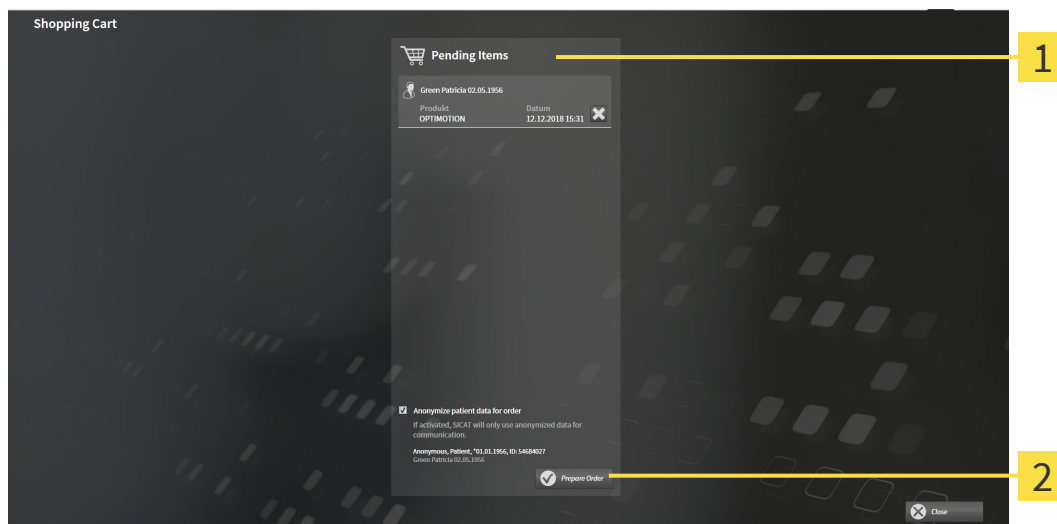 Shopping Cart
Pending Items
1
Green Patricia 02.05.1956
Produkt Datum
OPTIMOTION 12.12.2018 15:31
Anonymize patient data for order
If activated, SICAT will only use anonymized data for
communication.
Anonymous, Patient, *01.01.1956, ID: 54684027
Green Patricia 02.05.1956
Prepare Order
2
Close